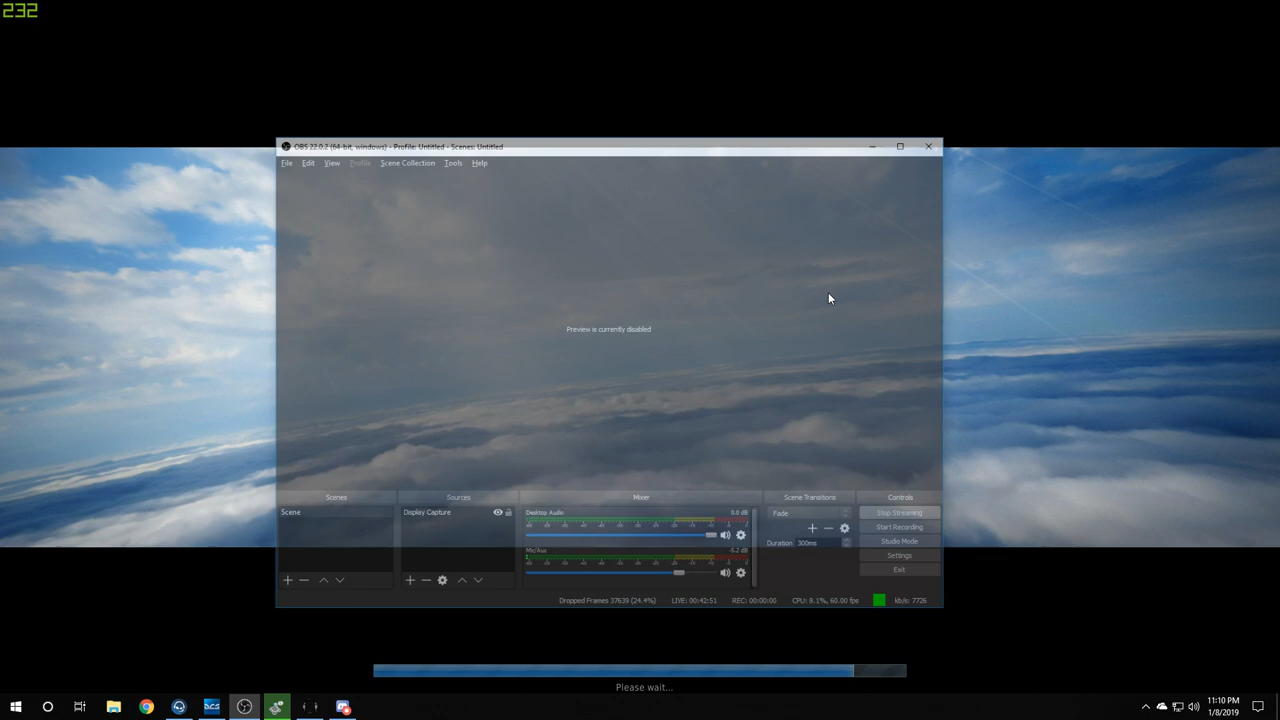 232
OBS 22.0.2 (64-bit, windows) - Profile: Untitled - Scenes: Untitled
File Edit View Profile Scene Collection Tools Help
Preview is currently disabled
Scenes Sources Mixer Scene Transitions Controls
Scene Display Capture Desktop Audio 0.0 dB Fade Stop Streaming
Start Recording
Duration 300ms Studio Mode
Mic/Aux -5.2 dB
Settings
Exit
Dropped Frames 37639 (24.4%) LIVE: 00:42:51 REC: 00:00:00 CPU: 8.1%, 60.00 fps kb/s: 7726
Please wait...
DCS
11:10 PM
1/8/2019